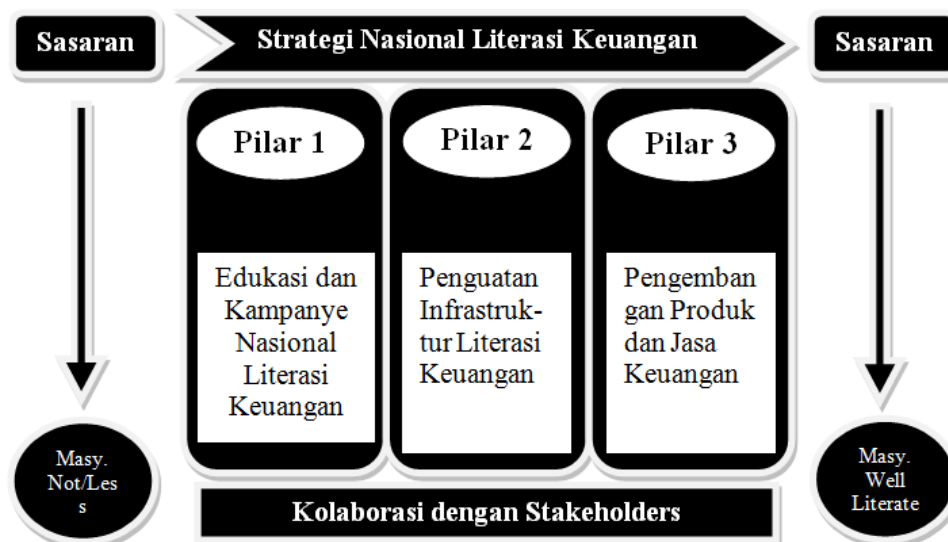 Sasaran
Strategi Nasional Literasi Keuangan
Sasaran
Pilar 1
Pilar 2
Pilar 3
Edukasi dan
Kampanye
Nasional
Literasi
Keuangan
Penguatan
Infrastruk-
tur Literasi
Keuangan
Pengemban
gan Produk
dan Jasa
Keuangan
Masy.
Not/Les
s
Masy.
Well
Literate
Kolaborasi dengan Stakeholders